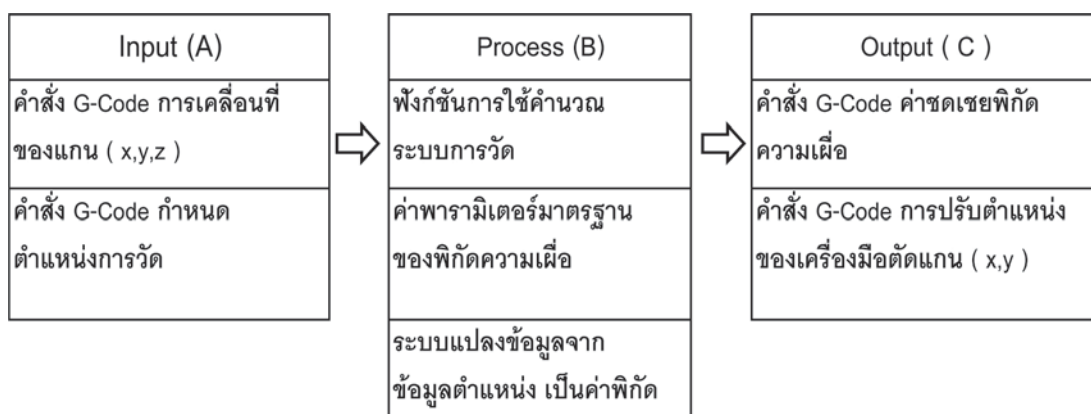 Input (A)
คำสั่ง G-Code การเคลื่อนที่
ของแกน ( x,y,z )
คำสั่ง G-Code กำหนด
ตำแหน่งการวัด
Process (B)
ฟังก์ชันการใช้คำนวณ
ระบบการวัด
ค่าพารามิเตอร์มาตรฐาน
ของพิกัดความเผื่อ
ระบบแปลงข้อมูลจาก
ข้อมูลตำแหน่ง เป็นค่าพิกัด
Output ( C )
คำสั่ง G-Code ค่าชดเชยพิกัด
ความเผื่อ
คำสั่ง G-Code การปรับตำแหน่ง
ของเครื่องมือตัดแกน ( x,y )